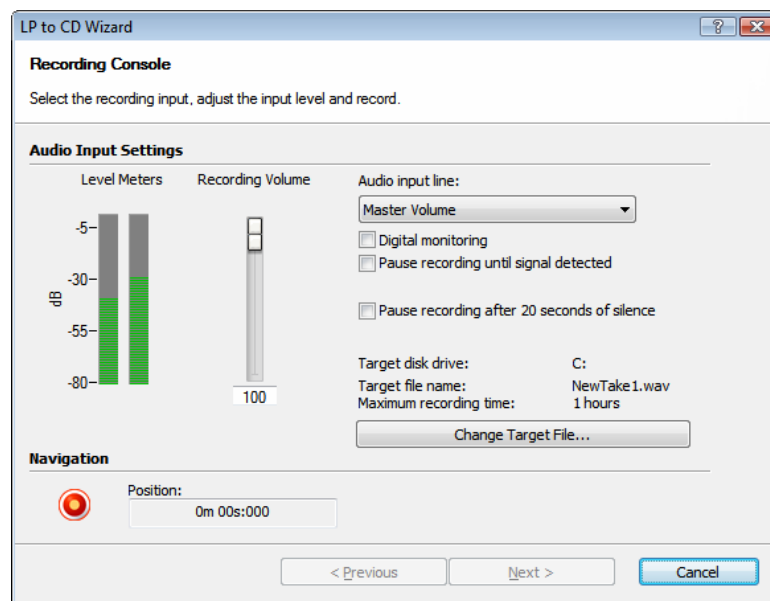 LP to CD Wizard
?
Recording Console
Select the recording input, adjust the input level and record.
Audio Input Settings
Level Meters
Recording Volume
dB
-5
-30
-55
-80
100
Audio input line:
Master Volume
Digital monitoring
Pause recording until signal detected
Pause recording after 20 seconds of silence
Target disk drive: C:
Target file name: NewTake1.wav
Maximum recording time: 1 hours
Change Target File...
Navigation
Position:
0m 00s:000
< Previous
Next >
Cancel